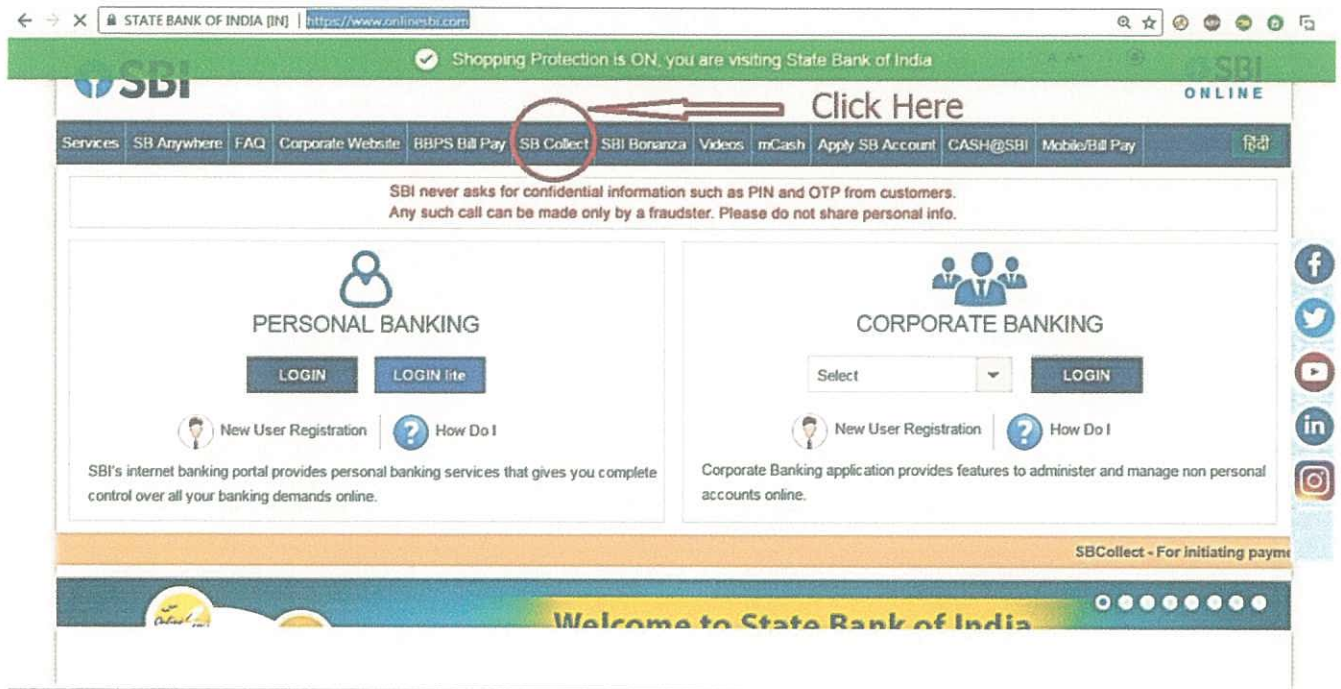 STATE BANK OF INDIA [IN] | https://www.onlinesbi.com
Shopping Protection is ON, you are visiting State Bank of India
SBI
SBI
ONLINE
Click Here
Services SB Anywhere FAQ Corporate Website BBPS Bill Pay SB Collect SBI Bonanza Videos mCash Apply SB Account CASH@SBI Mobile/Bill Pay हिंदी
SBI never asks for confidential information such as PIN and OTP from customers.
Any such call can be made only by a fraudster. Please do not share personal info.
PERSONAL BANKING
LOGIN LOGIN lite
New User Registration How Do I
SBI's internet banking portal provides personal banking services that gives you complete
control over all your banking demands online.
CORPORATE BANKING
Select LOGIN
New User Registration How Do I
Corporate Banking application provides features to administer and manage non personal
accounts online.
SBCollect - For initiating payme
Welcome to State Bank of India